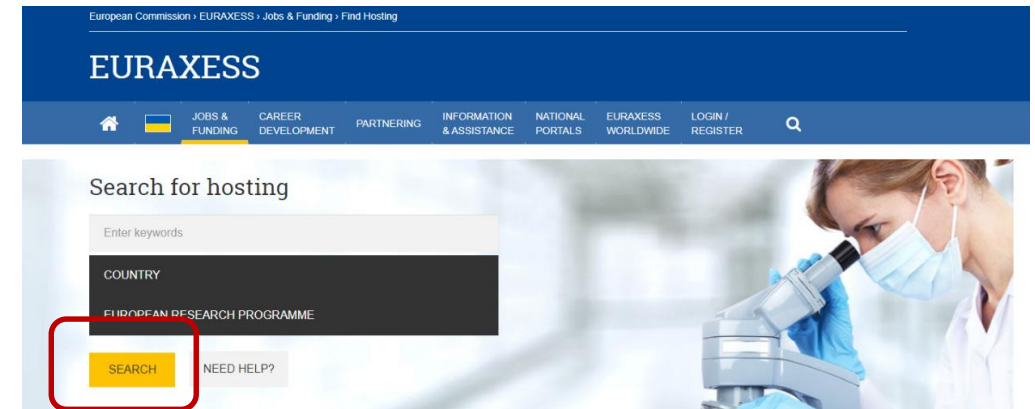 European Commission › EURAXESS › Jobs & Funding › Find Hosting
EURAXESS
JOBS & FUNDING
CAREER DEVELOPMENT
PARTNERING
INFORMATION & ASSISTANCE
NATIONAL PORTALS
EURAXESS WORLDWIDE
LOGIN / REGISTER
Search for hosting
Enter keywords
COUNTRY
EUROPEAN RESEARCH PROGRAMME
SEARCH NEED HELP?